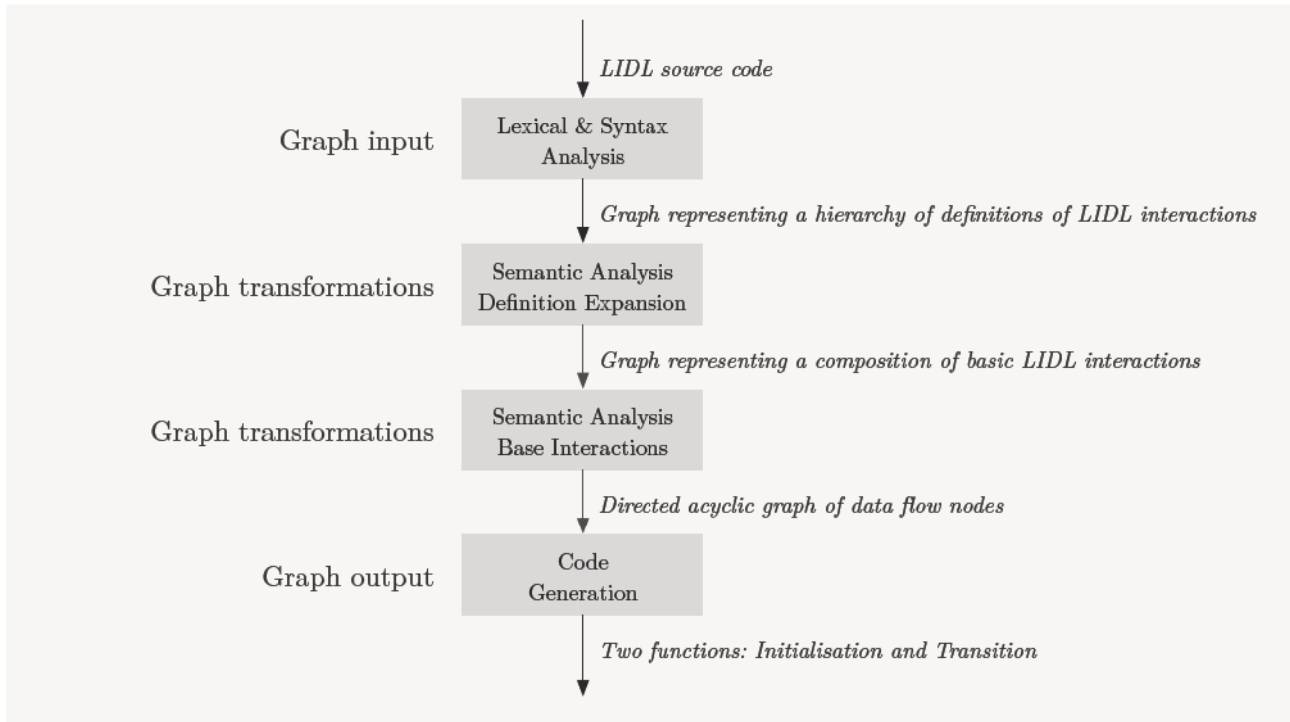 LIDL source code
Graph input
Lexical & Syntax
Analysis
Graph representing a hierarchy of definitions of LIDL interactions
Graph transformations
Semantic Analysis
Definition Expansion
Graph representing a composition of basic LIDL interactions
Graph transformations
Semantic Analysis
Base Interactions
Directed acyclic graph of data flow nodes
Graph output
Code
Generation
Two functions: Initialisation and Transition